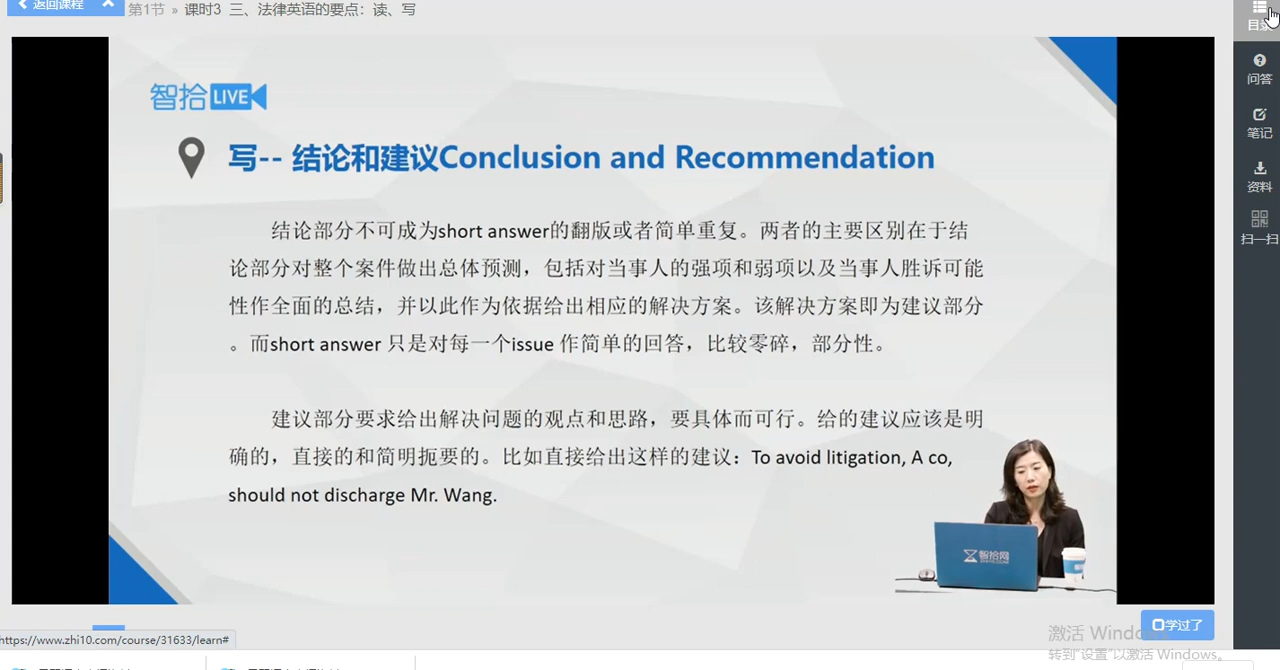 返回课程
第1节 » 课时3 三、法律英语的要点：读、写
目录
智拾LIVE
问答
写-- 结论和建议Conclusion and Recommendation
笔记
资料
扫一扫
结论部分不可成为short answer的翻版或者简单重复。两者的主要区别在于结
论部分对整个案件做出总体预测，包括对当事人的强项和弱项以及当事人胜诉可能
性作全面的总结，并以此作为依据给出相应的解决方案。该解决方案即为建议部分
。而short answer 只是对每一个issue 作简单的回答，比较零碎，部分性。
建议部分要求给出解决问题的观点和思路，要具体而可行。给的建议应该是明
确的，直接的和简明扼要的。比如直接给出这样的建议：To avoid litigation, A co,
should not discharge Mr. Wang.
智拾网
学过了
https://www.zhi10.com/course/31633/learn#
激活 Windows
转到"设置"以激活 Windows。